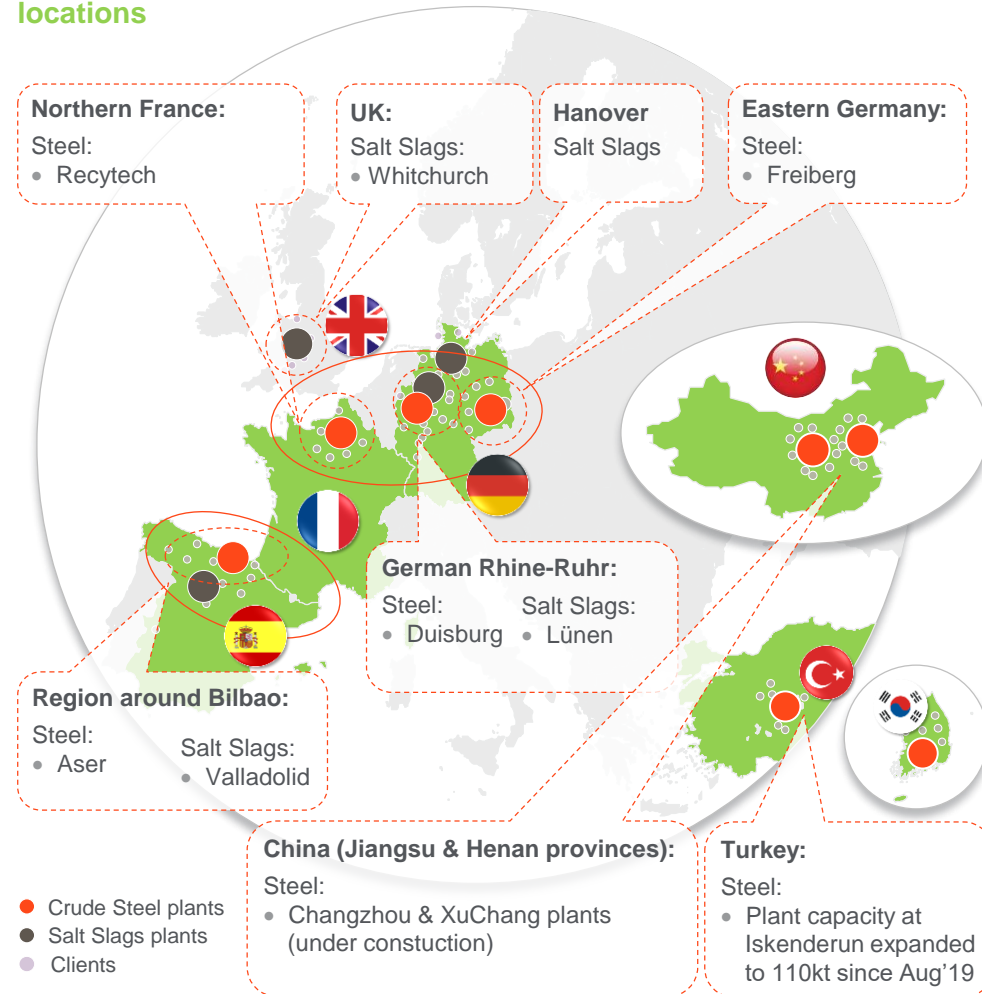 locations
Northern France:
Steel:
• Recytech
UK:
Salt Slags:
• Whitchurch
Hanover
Salt Slags
Eastern Germany:
Steel:
• Freiberg
German Rhine-Ruhr:
Steel:
• Duisburg
Salt Slags:
• Lünen
Region around Bilbao:
Steel:
• Aser
Salt Slags:
• Valladolid
China (Jiangsu & Henan provinces):
Steel:
• Changzhou & XuChang plants
(under constuction)
Turkey:
Steel:
• Plant capacity at
Iskenderun expanded
to 110kt since Aug'19
Crude Steel plants
Salt Slags plants
Clients